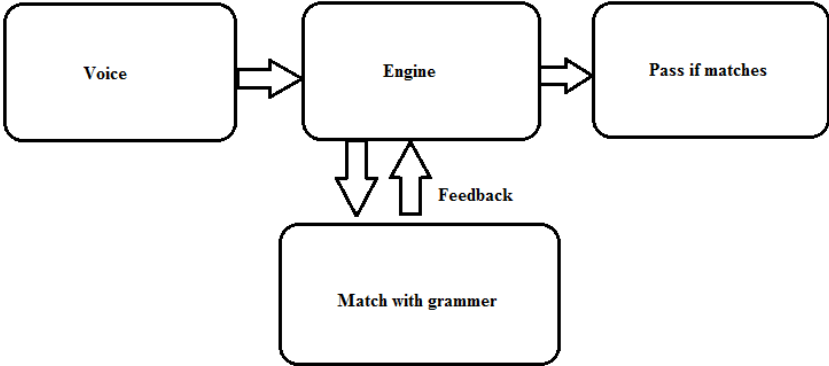 Voice
Engine
Pass if matches
Feedback
Match with grammer